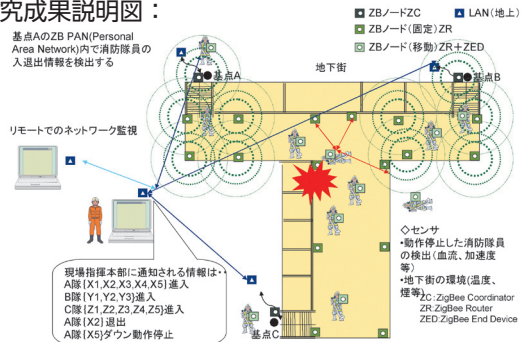 究成果説明図：
基点AのZB PAN(Personal
Area Network)内で消防隊員の
入退出情報を検出する
ZBノードZC
LAN（地上）
ZBノード（固定）ZR
ZBノード（移動）ZR＋ZED
基点A
地下街
基点B
リモートでのネットワーク監視
◇センサ
•動作停止した消防隊員
の検出（血流、加速度
等）
•地下街の環境（温度、
煙等）
ZC:ZigBee Coordinator
ZR:ZigBee Router
ZED:ZigBee End Device
現場指揮本部に通知される情報は・・
A隊{X1,X2,X3,X4,X5}進入
B隊{Y1,Y2,Y3}進入
C隊{Z1,Z2,Z3,Z4,Z5}進入
A隊{X2}退出
A隊{X5}ダウン動作停止
基点C